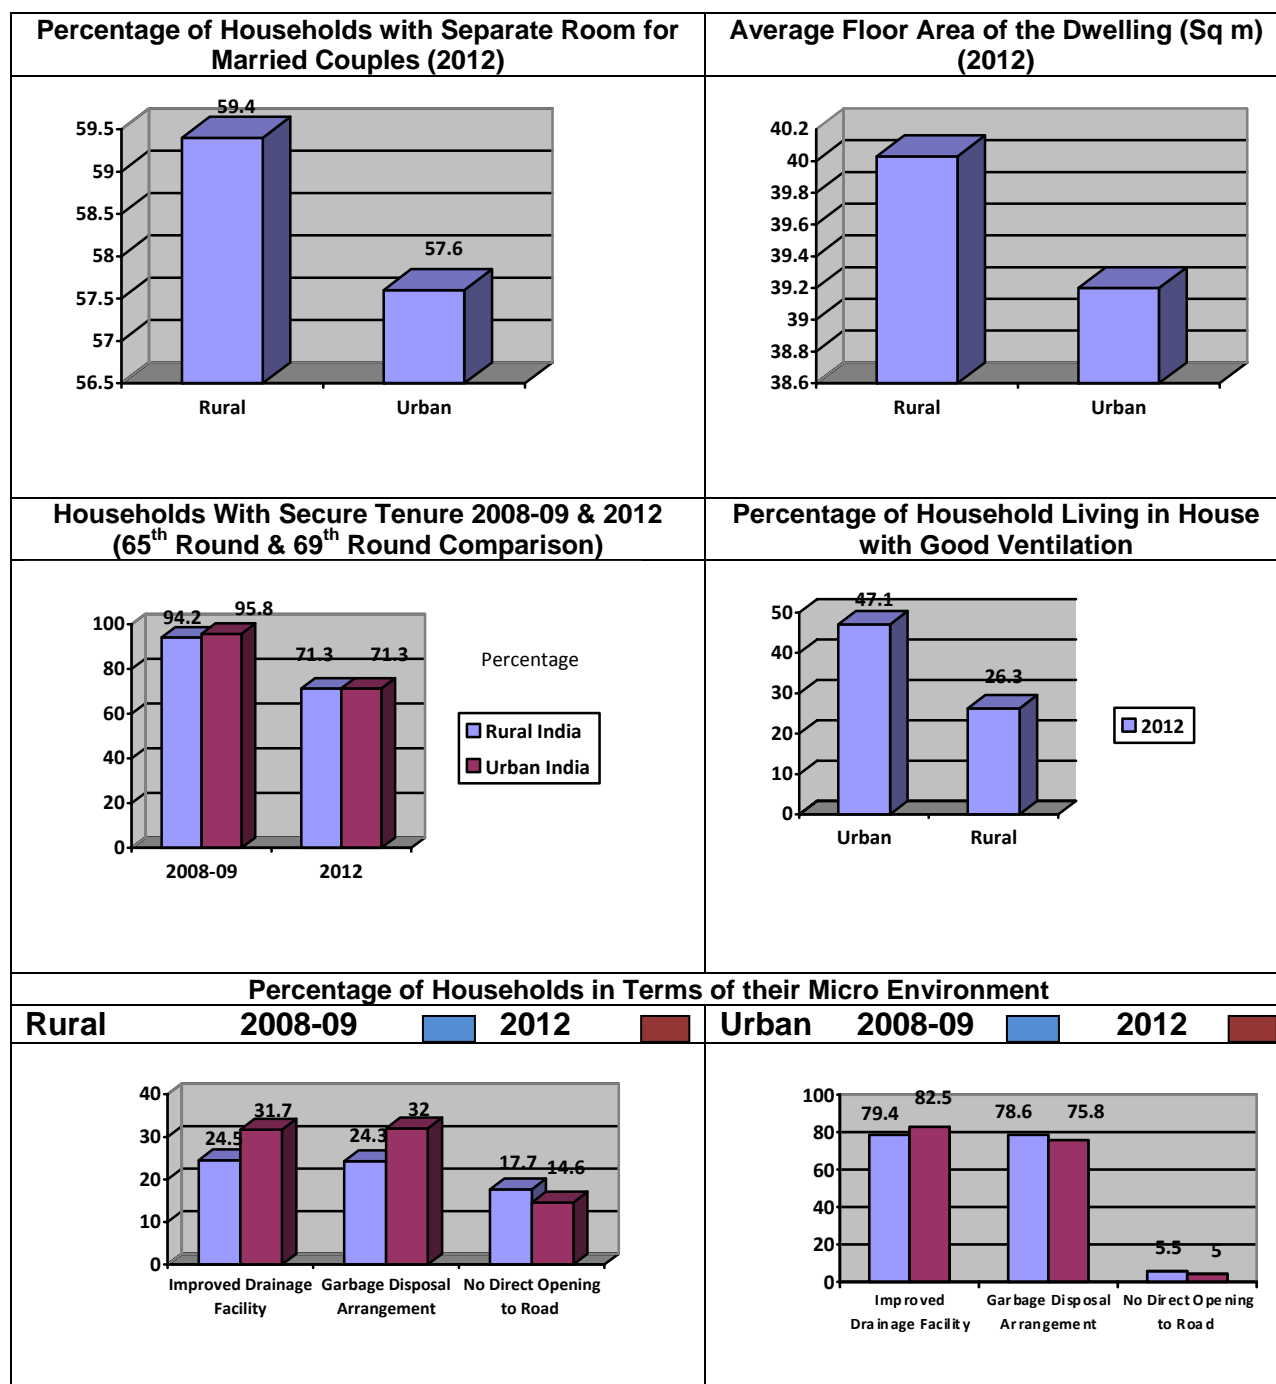 Percentage of Households with Separate Room for
Married Couples (2012)
59.4
59.5
59
58.5
58
57.5
57
56.5
57.6
Rural
Urban
Average Floor Area of the Dwelling (Sq m)
(2012)
40.2
40
39.8
39.6
39.4
39.2
39
38.8
38.6
Rural
Urban
Households With Secure Tenure 2008-09 & 2012
(65th Round & 69th Round Comparison)
94.2
95.8
100
80
60
40
20
0
71.3
71.3
2008-09
2012
Percentage
Rural India
Urban India
Percentage of Household Living in House
with Good Ventilation
47.1
50
40
30
20
10
0
26.3
Urban
Rural
2012
Percentage of Households in Terms of their Micro Environment
Rural 2008-09 2012
40
30
20
10
0
24.5
31.7
24.3
32
17.7
14.6
Improved Drainage
Facility
Garbage Disposal
Arrangement
No Direct Opening
to Road
Urban 2008-09 2012
100
80
60
40
20
0
79.4
82.5
78.6
75.8
5.5
5
Improved
Drainage Facility
Garbage Disposal
Arrangement
No Direct Opening
to Road